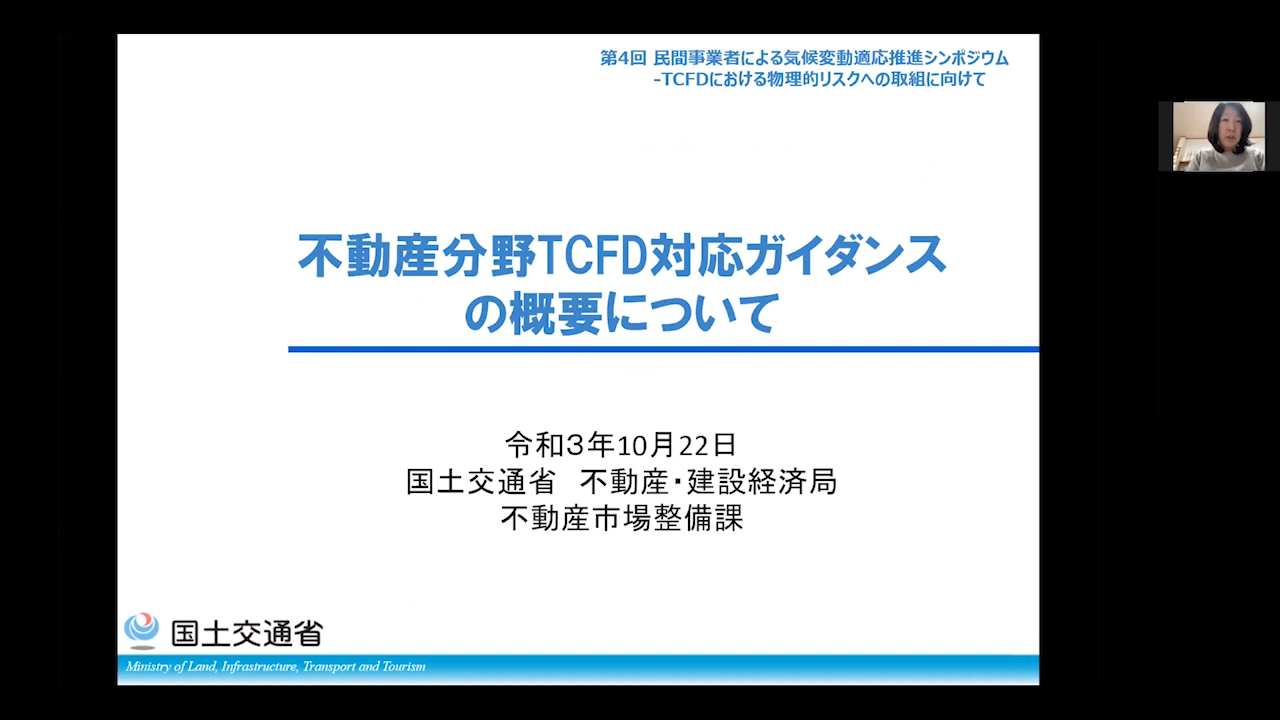 第4回 民間事業者による気候変動適応推進シンポジウム
-TCFDにおける物理的リスクへの取組に向けて
不動産分野TCFD対応ガイダンス
の概要について
令和3年10月22日
国土交通省　不動産・建設経済局
不動産市場整備課
国土交通省
Ministry of Land, Infrastructure, Transport and Tourism